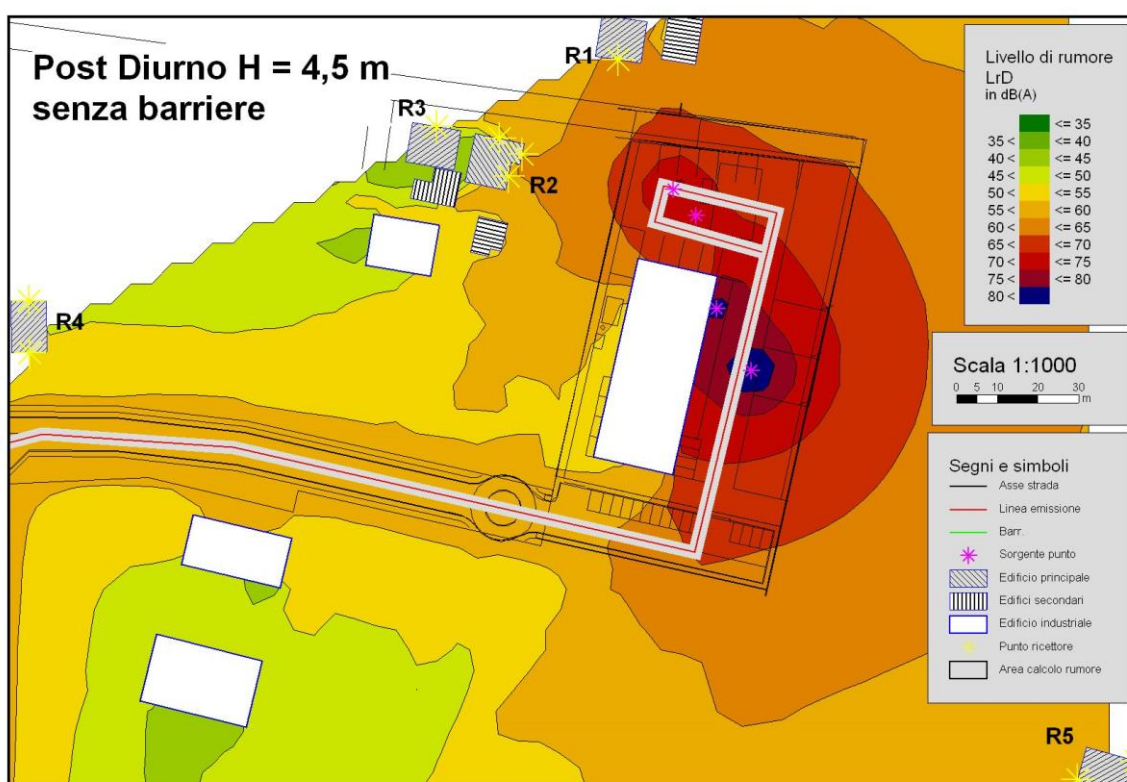 Post Diurno H = 4,5 m
senza barriere
R1
R3
R2
R4
R5
Livello di rumore
LrD
in dB(A)
<= 35
35 < <= 40
40 < <= 45
45 < <= 50
50 < <= 55
55 < <= 60
60 < <= 65
65 < <= 70
70 < <= 75
75 < <= 80
80 <
Scala 1:1000
0 5 10 20 30
m
Segni e simboli
Asse strada
Linea emissione
Barr.
Sorgente punto
Edificio principale
Edifici secondari
Edificio industriale
Punto ricettore
Area calcolo rumore